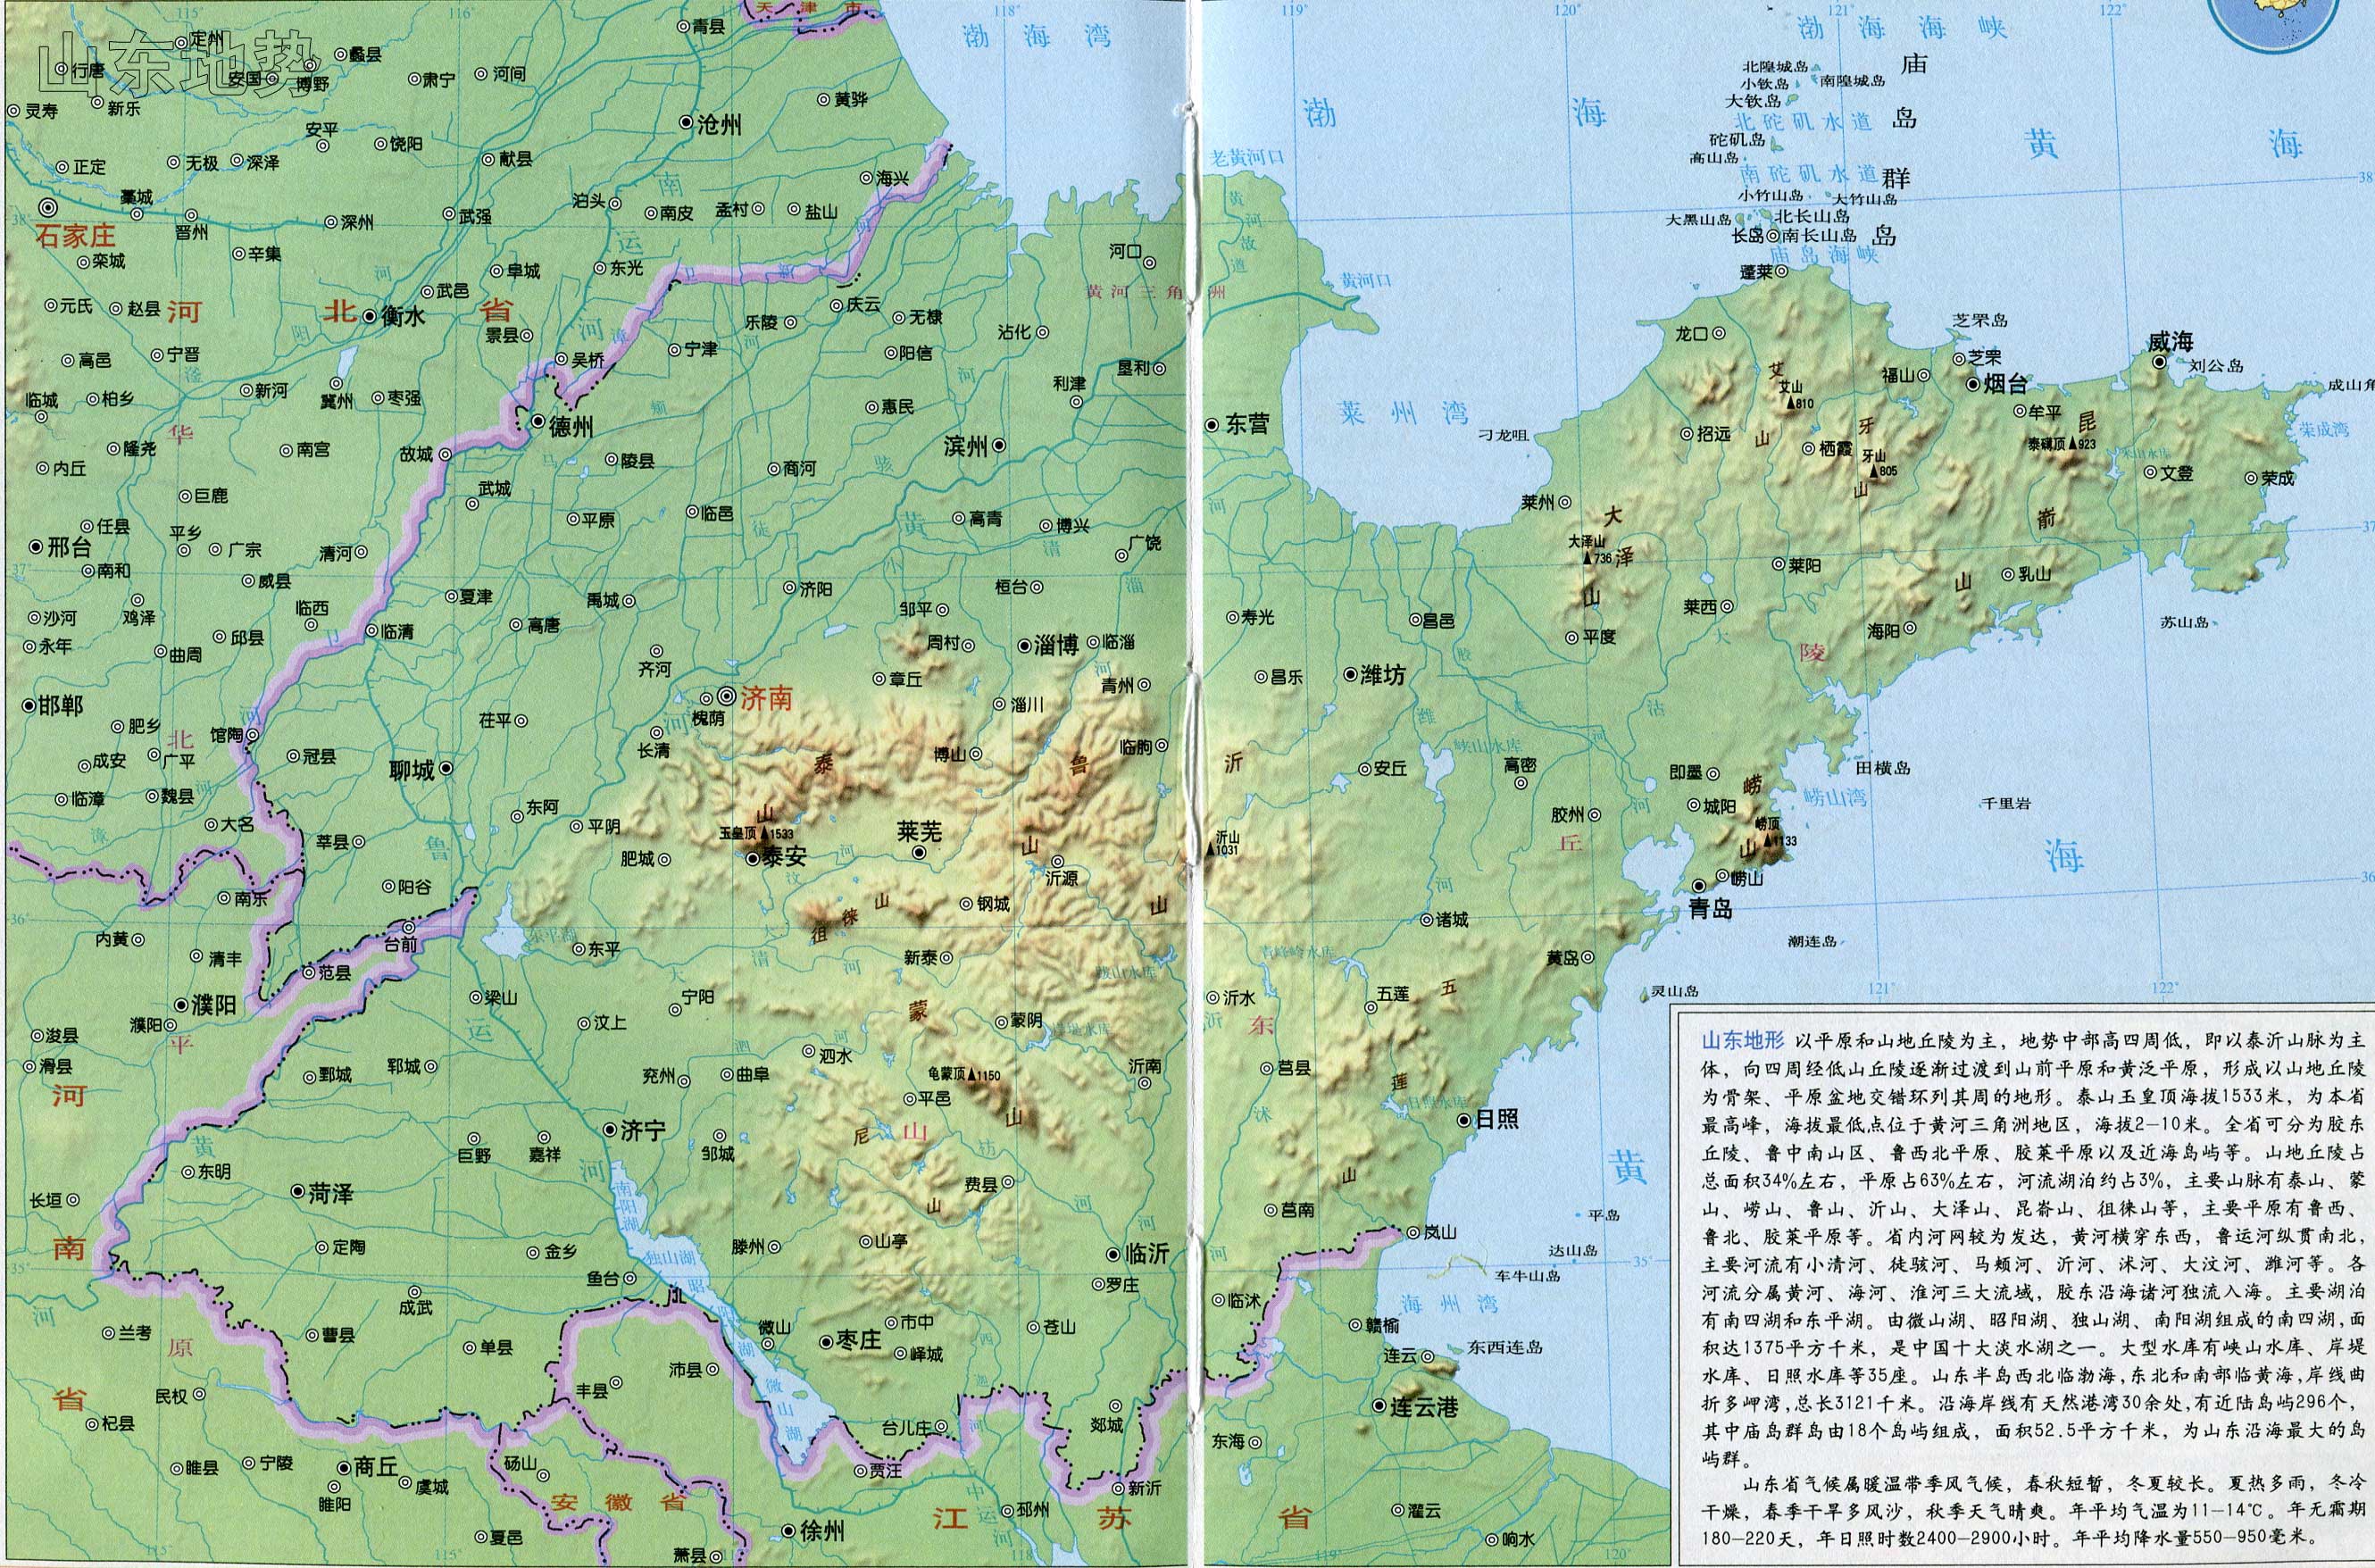 山东地势
天津市
渤海湾
渤海海峡
渤海
黄海
庙岛群岛
115°
116°
118°
119°
120°
121°
122°
定州
蠡县
青县
行唐
安国
博野
肃宁
河间
灵寿
新乐
黄骅
安平
饶阳
沧州
献县
正定
无极
深泽
藁城
海兴
泊头
南皮
孟村
盐山
石家庄
晋州
深州
武强
栾城
辛集
阜城
东光
元氏
赵县
武邑
河北省
衡水
景县
吴桥
宁津
乐陵
庆云
无棣
阳信
沾化
河口
黄河三角洲
垦利
利津
高邑
宁晋
临城
柏乡
新河
冀州
枣强
德州
惠民
滨州
东营
隆尧
南宫
故城
陵县
商河
内丘
巨鹿
武城
平原
临邑
高青
博兴
广饶
任县
平乡
广宗
清河
邢台
南和
威县
夏津
禹城
济阳
桓台
沙河
鸡泽
临西
临清
高唐
邹平
永年
曲周
邱县
齐河
周村
淄博
临淄
邯郸
肥乡
馆陶
茌平
槐荫
济南
章丘
淄川
青州
成安
广平
冠县
长清
博山
临朐
聊城
临漳
魏县
大名
东阿
平阴
玉皇顶
1533
泰安
莱芜
莘县
肥城
沂源
阳谷
钢城
南乐
内黄
台前
东平湖
东平
新泰
清丰
范县
濮阳
濮阳
梁山
宁阳
汶上
蒙阴
浚县
泗水
滑县
鄄城
郓城
兖州
曲阜
龟蒙顶
1150
沂南
平邑
济宁
邹城
巨野
嘉祥
东明
长垣
菏泽
费县
定陶
金乡
滕州
山亭
临沂
鱼台
罗庄
成武
兰考
曹县
单县
微山
枣庄
市中
峄城
苍山
沛县
丰县
民权
杞县
台儿庄
郯城
睢县
宁陵
商丘
睢阳
虞城
砀山
贾汪
新沂
安徽省
夏邑
萧县
徐州
邳州
江苏省
河南省
华北平原
鲁
山
东
丘
陵
南阳湖
独山湖
昭阳湖
微山湖
泰山
鲁山
沂山
徂徕山
蒙山
尼山
五莲山
大泽山
艾山
牙山
昆嵛山
崂山
老黄河口
黄河故道
黄河口
莱州湾
刁龙咀
北隍城岛
南隍城岛
小钦岛
大钦岛
北砣矶水道
砣矶岛
高山岛
南砣矶水道
小竹山岛
大竹山岛
大黑山岛
北长山岛
长岛
南长山岛
庙岛海峡
蓬莱
龙口
芝罘岛
芝罘
烟台
福山
威海
刘公岛
成山角
艾山
810
招远
栖霞
牙山
805
牟平
泰礴顶
923
荣成湾
文登
荣成
莱州
大泽山
736
莱阳
乳山
莱西
海阳
苏山岛
平度
寿光
昌邑
昌乐
潍坊
峡山水库
安丘
高密
即墨
城阳
胶州
田横岛
崂山湾
千里岩
崂顶
1133
崂山
青岛
沂山
1031
诸城
黄岛
潮连岛
灵山岛
沂水
五莲
莒县
日照水库
日照
莒南
岚山
平岛
达山岛
车牛山岛
海州湾
临沭
赣榆
东西连岛
连云
连云港
东海
灌云
响水
山东地形 以平原和山地丘陵为主，地势中部高四周低，即以泰沂山脉为主
体，向四周经低山丘陵逐渐过渡到山前平原和黄泛平原，形成以山地丘陵
为骨架、平原盆地交错环列其周的地形。泰山玉皇顶海拔1533米，为本省
最高峰，海拔最低点位于黄河三角洲地区，海拔2—10米。全省可分为胶东
丘陵、鲁中南山区、鲁西北平原、胶莱平原以及近海岛屿等。山地丘陵占
总面积34%左右，平原占63%左右，河流湖泊约占3%，主要山脉有泰山、蒙
山、崂山、鲁山、沂山、大泽山、昆嵛山、徂徕山等，主要平原有鲁西、
鲁北、胶莱平原等。省内河网较为发达，黄河横穿东西，鲁运河纵贯南北，
主要河流有小清河、徒骇河、马颊河、沂河、沭河、大汶河、潍河等。各
河流分属黄河、海河、淮河三大流域，胶东沿海诸河独流入海。主要湖泊
有南四湖和东平湖。由微山湖、昭阳湖、独山湖、南阳湖组成的南四湖,面
积达1375平方千米，是中国十大淡水湖之一。大型水库有峡山水库、岸堤
水库、日照水库等35座。山东半岛西北临渤海,东北和南部临黄海,岸线曲
折多岬湾,总长3121千米。沿海岸线有天然港湾30余处,有近陆岛屿296个,
其中庙岛群岛由18个岛屿组成，面积52.5平方千米，为山东沿海最大的岛
屿群。
山东省气候属暖温带季风气候，春秋短暂，冬夏较长。夏热多雨，冬冷
干燥，春季干旱多风沙，秋季天气晴爽。年平均气温为11—14℃。年无霜期
180—220天，年日照时数2400—2900小时。年平均降水量550—950毫米。